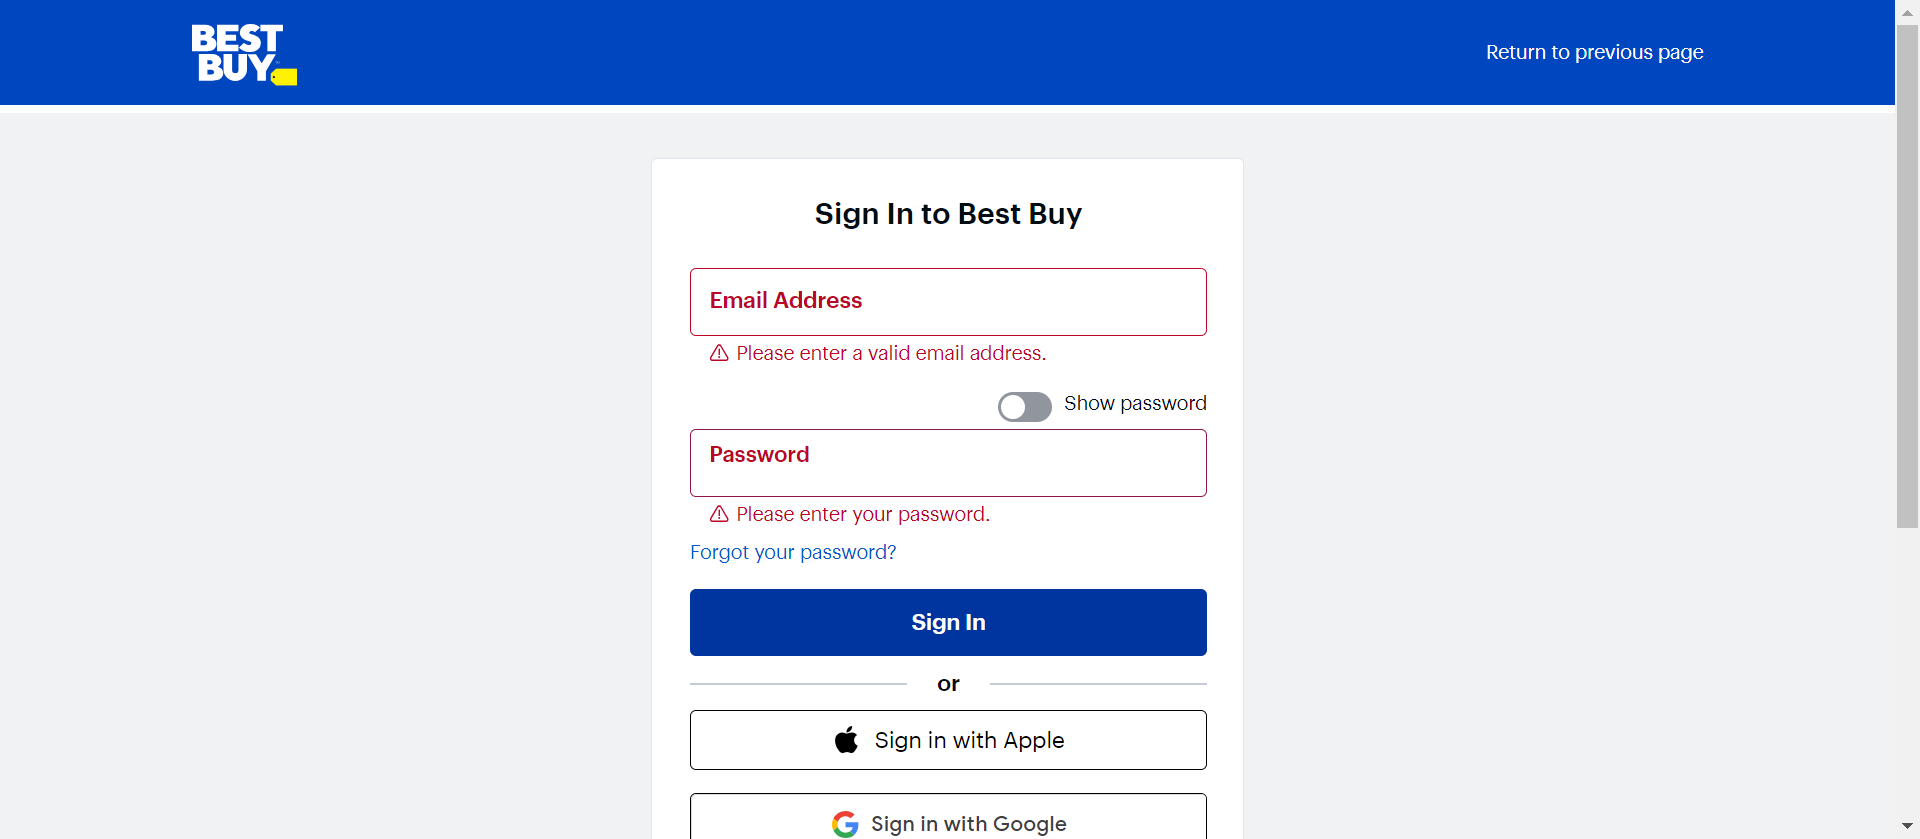 BEST
BUY
Return to previous page
Sign In to Best Buy
Email Address
Please enter a valid email address.
Show password
Password
Please enter your password.
Forgot your password?
Sign In
or
Sign in with Apple
Sign in with Google